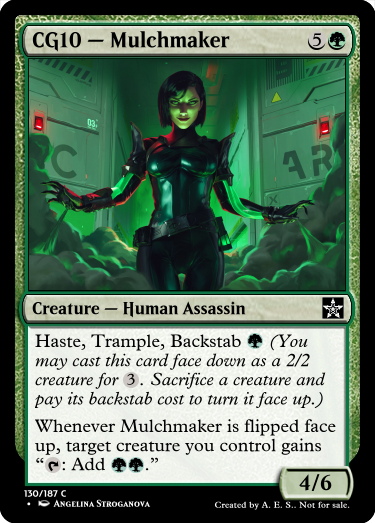 CG10 — Mulchmaker 5
03.
RC
AR
Creature — Human Assassin
Haste, Trample, Backstab (You
may cast this card face down as a 2/2
creature for 3. Sacrifice a creature and
pay its backstab cost to turn it face up.)
Whenever Mulchmaker is flipped face
up, target creature you control gains
“: Add .”
4/6
130/187 C
• Angelina Stroganova
Created by A. E. S.. Not for sale.